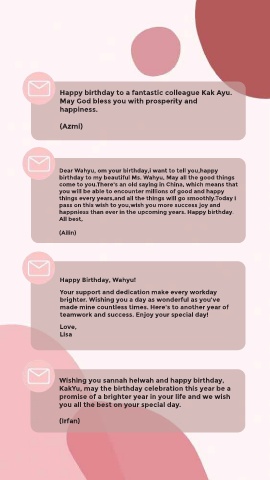 Happy birthday to a fantastic colleague Kak Ayu.
May God bless you with prosperity and
happiness.
(Azmi)
Dear Wahyu, om your birthday,i want to tell you,happy
birthday to my beautiful Ms. Wahyu, May all the good things
come to you.There's an old saying in China, which means that
you will be able to encounter millions of good and happy
things every years,and all the things will go smoothly.Today I
pass on this wish to you,wish you more success joy and
happniess than ever in the upcoming years. Happy birthday.
All best,
(Ailin)
Happy Birthday, Wahyu!
Your support and dedication make every workday
brighter. Wishing you a day as wonderful as you've
made mine countless times. Here's to another year of
teamwork and success. Enjoy your special day!
Love,
Lisa
Wishing you sannah helwah and happy birthday,
KakYu, may the birthday celebration this year be a
promise of a brighter year in your life and we wish
you all the best on your special day.
(Irfan)